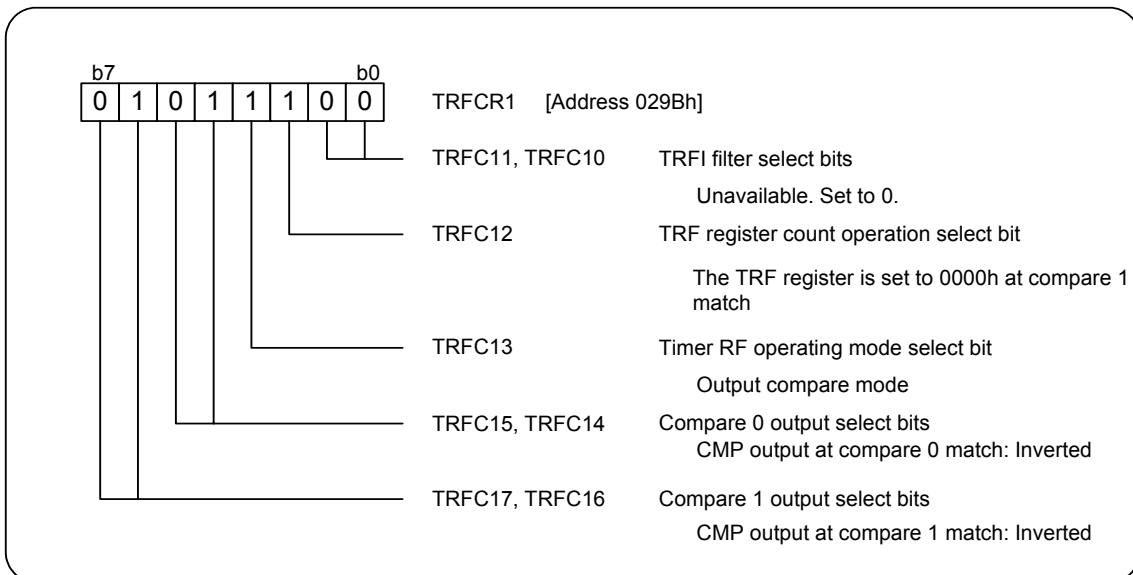 b7 b0
0 1 0 1 1 1 0 0 TRFCR1 [Address 029Bh]
TRFC11, TRFC10 TRFI filter select bits
Unavailable. Set to 0.
TRFC12 TRF register count operation select bit
The TRF register is set to 0000h at compare 1
match
TRFC13 Timer RF operating mode select bit
Output compare mode
TRFC15, TRFC14 Compare 0 output select bits
CMP output at compare 0 match: Inverted
TRFC17, TRFC16 Compare 1 output select bits
CMP output at compare 1 match: Inverted